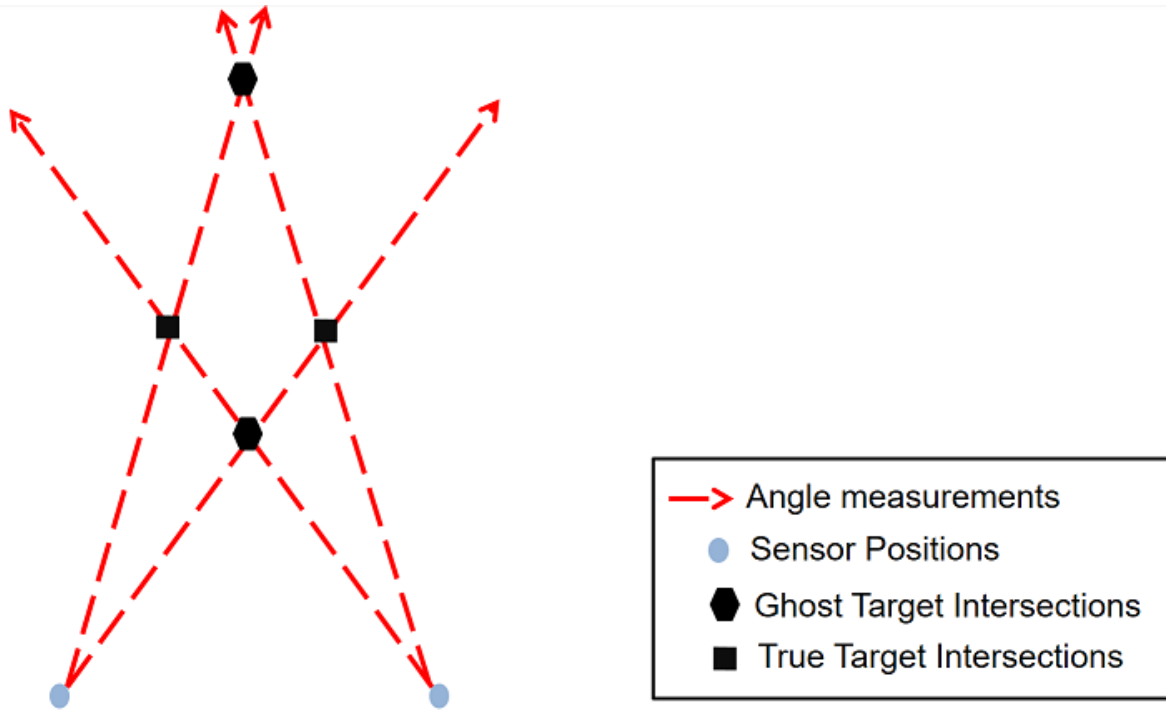 Angle measurements
Sensor Positions
Ghost Target Intersections
True Target Intersections